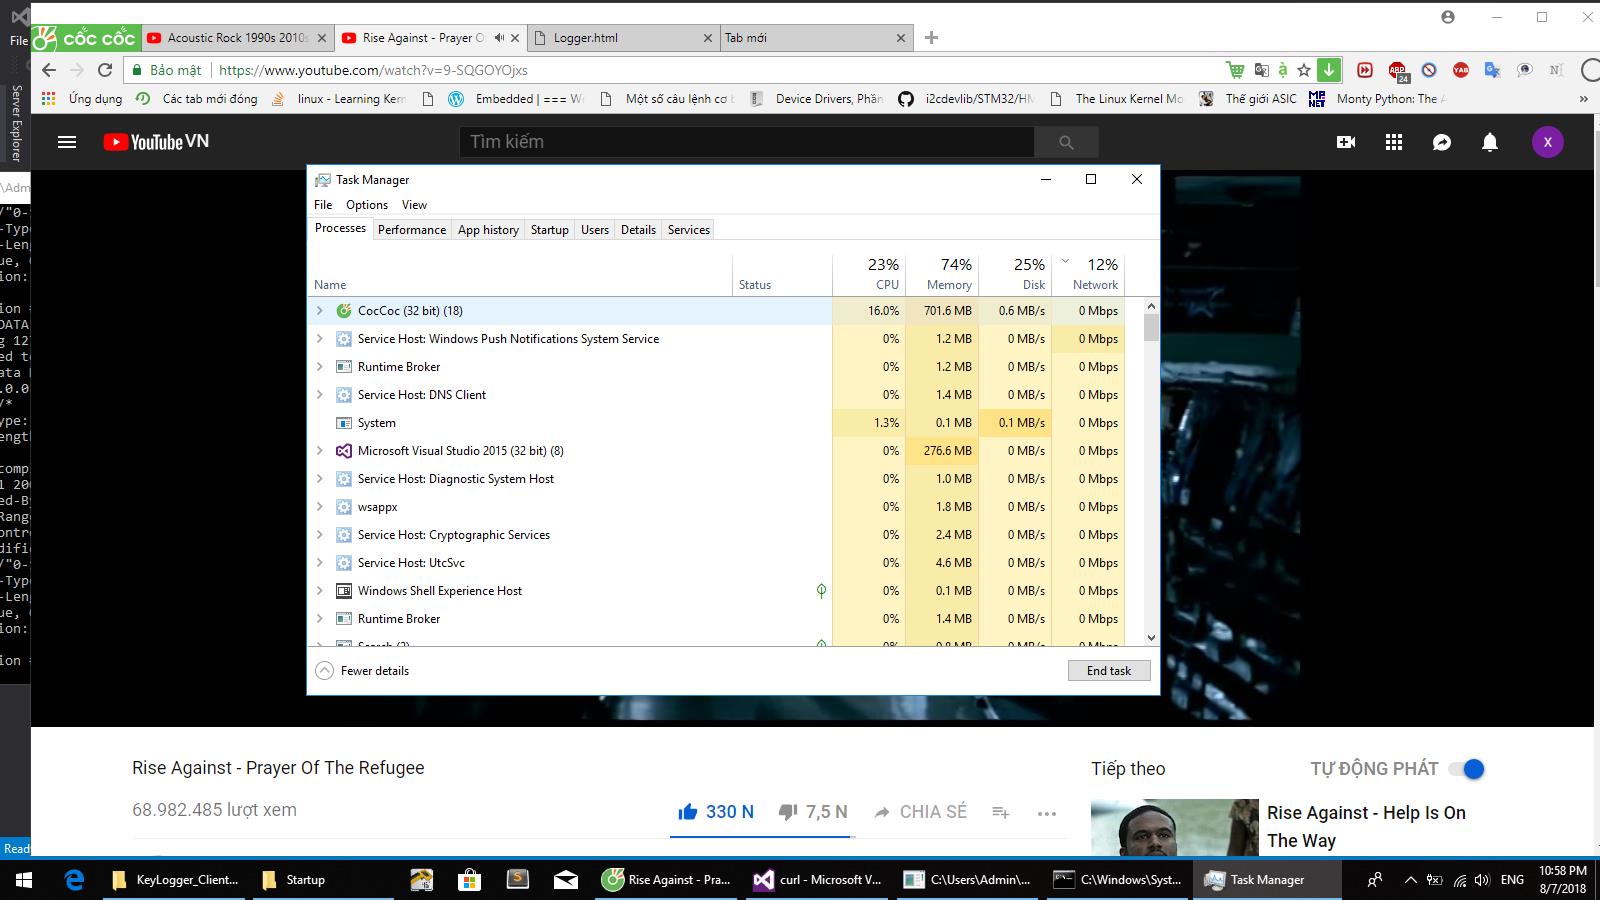 File
CỐC CỐC
Acoustic Rock 1990s 2010s
Rise Against - Prayer O
Logger.html
Tab mới
Bảo mật
https://www.youtube.com/watch?v=9-SQGOYOjxs
ABP
24
YAB
Ứng dụng
Các tab mới đóng
linux - Learning Kern
Embedded | === W
Một số câu lệnh cơ b
Device Drivers, Phần
i2cdevlib/STM32/HM
The Linux Kernel Mo
Thế giới ASIC
Monty Python: The A
»
Server Explorer
YouTube VN
Tìm kiếm
X
Task Manager
File
Options
View
Processes
Performance
App history
Startup
Users
Details
Services
23%
74%
25%
12%
Name
Status
CPU
Memory
Disk
Network
CocCoc (32 bit) (18) 16.0% 701.6 MB 0.6 MB/s 0 Mbps
Service Host: Windows Push Notifications System Service 0% 1.2 MB 0 MB/s 0 Mbps
Runtime Broker 0% 1.2 MB 0 MB/s 0 Mbps
Service Host: DNS Client 0% 1.4 MB 0 MB/s 0 Mbps
System 1.3% 0.1 MB 0.1 MB/s 0 Mbps
Microsoft Visual Studio 2015 (32 bit) (8) 0% 276.6 MB 0 MB/s 0 Mbps
Service Host: Diagnostic System Host 0% 1.0 MB 0 MB/s 0 Mbps
wsappx 0% 1.8 MB 0 MB/s 0 Mbps
Service Host: Cryptographic Services 0% 2.4 MB 0 MB/s 0 Mbps
Service Host: UtcSvc 0% 4.6 MB 0 MB/s 0 Mbps
Windows Shell Experience Host 0% 0.1 MB 0 MB/s 0 Mbps
Runtime Broker 0% 1.4 MB 0 MB/s 0 Mbps
Fewer details
End task
Rise Against - Prayer Of The Refugee
68.982.485 lượt xem
330 N
7,5 N
CHIA SẺ
Tiếp theo
TỰ ĐỘNG PHÁT
Rise Against - Help Is On
The Way
Ready
KeyLogger_Client...
Startup
Rise Against - Pra...
curl - Microsoft V...
C:\Users\Admin\...
C:\Windows\Syst...
Task Manager
ENG
10:58 PM
8/7/2018